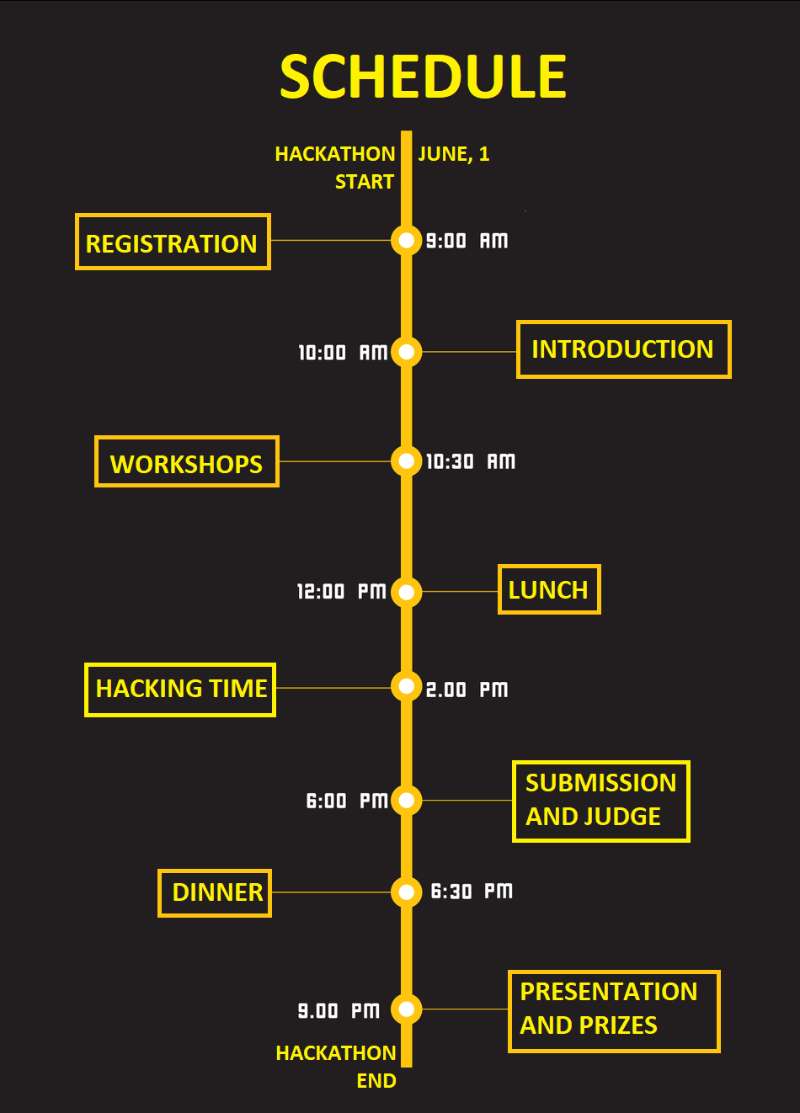 SCHEDULE
HACKATHON
START
JUNE, 1
REGISTRATION
9:00 AM
10:00 AM
INTRODUCTION
WORKSHOPS
10:30 AM
12:00 PM
LUNCH
HACKING TIME
2.00 PM
6:00 PM
SUBMISSION
AND JUDGE
DINNER
6:30 PM
9.00 PM
PRESENTATION
AND PRIZES
HACKATHON
END